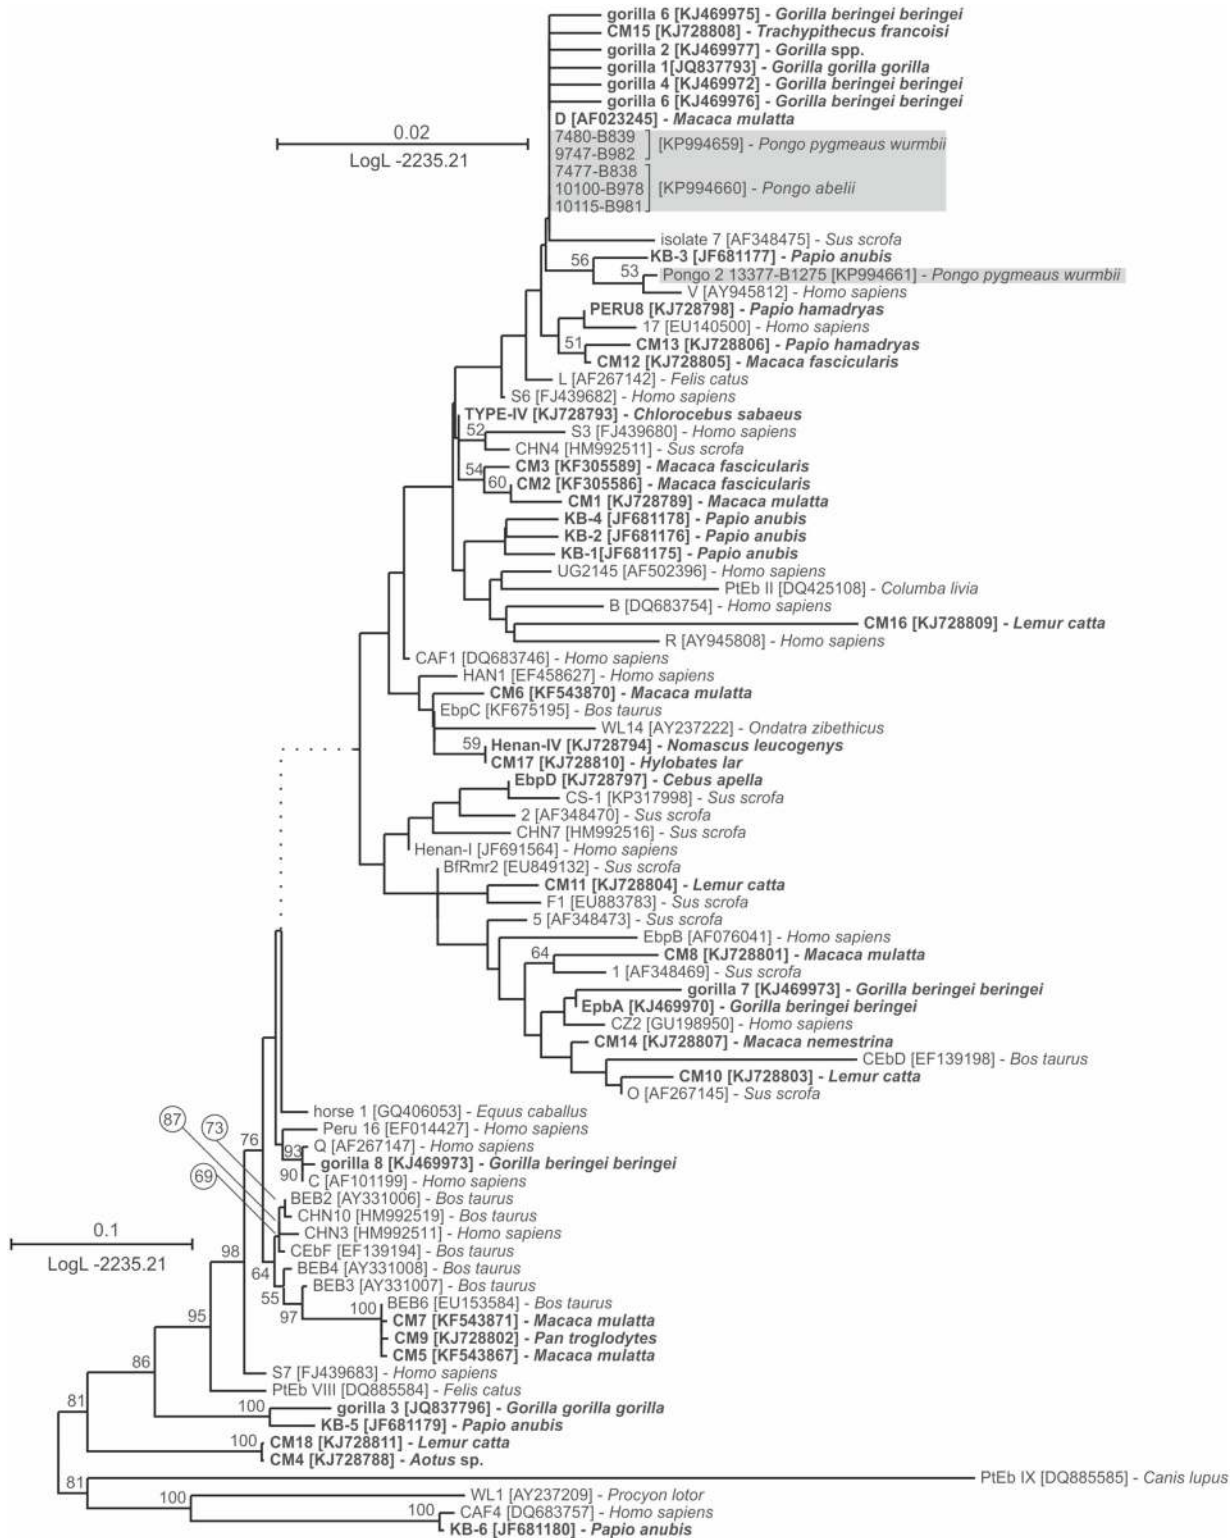 gorilla 6 [KJ469975] - Gorilla beringei beringei
CM15 [KJ728808] - Trachypithecus francoisi
gorilla 2 [KJ469977] - Gorilla spp.
gorilla 1[JQ837793] - Gorilla gorilla gorilla
gorilla 4 [KJ469972] - Gorilla beringei beringei
gorilla 6 [KJ469976] - Gorilla beringei beringei
D [AF023245] - Macaca mulatta
0.02
LogL -2235.21
7480-B839
9747-B982
[KP994659] - Pongo pygmeaus wurmbii
7477-B838
10100-B978
10115-B981
[KP994660] - Pongo abelii
isolate 7 [AF348475] - Sus scrofa
56
KB-3 [JF681177] - Papio anubis
53
Pongo 2 13377-B1275 [KP994661] - Pongo pygmeaus wurmbii
V [AY945812] - Homo sapiens
PERU8 [KJ728798] - Papio hamadryas
17 [EU140500] - Homo sapiens
51
CM13 [KJ728806] - Papio hamadryas
CM12 [KJ728805] - Macaca fascicularis
L [AF267142] - Felis catus
S6 [FJ439682] - Homo sapiens
TYPE-IV [KJ728793] - Chlorocebus sabaeus
52
S3 [FJ439680] - Homo sapiens
CHN4 [HM992511] - Sus scrofa
54
CM3 [KF305589] - Macaca fascicularis
60
CM2 [KF305586] - Macaca fascicularis
CM1 [KJ728789] - Macaca mulatta
KB-4 [JF681178] - Papio anubis
KB-2 [JF681176] - Papio anubis
KB-1[JF681175] - Papio anubis
UG2145 [AF502396] - Homo sapiens
PtEb II [DQ425108] - Columba livia
B [DQ683754] - Homo sapiens
CM16 [KJ728809] - Lemur catta
R [AY945808] - Homo sapiens
CAF1 [DQ683746] - Homo sapiens
HAN1 [EF458627] - Homo sapiens
CM6 [KF543870] - Macaca mulatta
EbpC [KF675195] - Bos taurus
WL14 [AY237222] - Ondatra zibethicus
59
Henan-IV [KJ728794] - Nomascus leucogenys
CM17 [KJ728810] - Hylobates lar
EbpD [KJ728797] - Cebus apella
CS-1 [KP317998] - Sus scrofa
2 [AF348470] - Sus scrofa
CHN7 [HM992516] - Sus scrofa
Henan-I [JF691564] - Homo sapiens
BfRmr2 [EU849132] - Sus scrofa
CM11 [KJ728804] - Lemur catta
F1 [EU883783] - Sus scrofa
5 [AF348473] - Sus scrofa
EbpB [AF076041] - Homo sapiens
64
CM8 [KJ728801] - Macaca mulatta
1 [AF348469] - Sus scrofa
gorilla 7 [KJ469973] - Gorilla beringei beringei
EpbA [KJ469970] - Gorilla beringei beringei
CZ2 [GU198950] - Homo sapiens
CM14 [KJ728807] - Macaca nemestrina
CEbD [EF139198] - Bos taurus
CM10 [KJ728803] - Lemur catta
O [AF267145] - Sus scrofa
horse 1 [GQ406053] - Equus caballus
87
73
76
Peru 16 [EF014427] - Homo sapiens
93
Q [AF267147] - Homo sapiens
gorilla 8 [KJ469973] - Gorilla beringei beringei
69
90
C [AF101199] - Homo sapiens
BEB2 [AY331006] - Bos taurus
CHN10 [HM992519] - Bos taurus
0.1
LogL -2235.21
CHN3 [HM992511] - Homo sapiens
98
CEbF [EF139194] - Bos taurus
64
BEB4 [AY331008] - Bos taurus
55
BEB3 [AY331007] - Bos taurus
97
100
BEB6 [EU153584] - Bos taurus
95
CM7 [KF543871] - Macaca mulatta
CM9 [KJ728802] - Pan troglodytes
CM5 [KF543867] - Macaca mulatta
86
S7 [FJ439683] - Homo sapiens
PtEb VIII [DQ885584] - Felis catus
81
100
gorilla 3 [JQ837796] - Gorilla gorilla gorilla
KB-5 [JF681179] - Papio anubis
100
CM18 [KJ728811] - Lemur catta
CM4 [KJ728788] - Aotus sp.
81
PtEb IX [DQ885585] - Canis lupus
100
WL1 [AY237209] - Procyon lotor
100
CAF4 [DQ683757] - Homo sapiens
KB-6 [JF681180] - Papio anubis